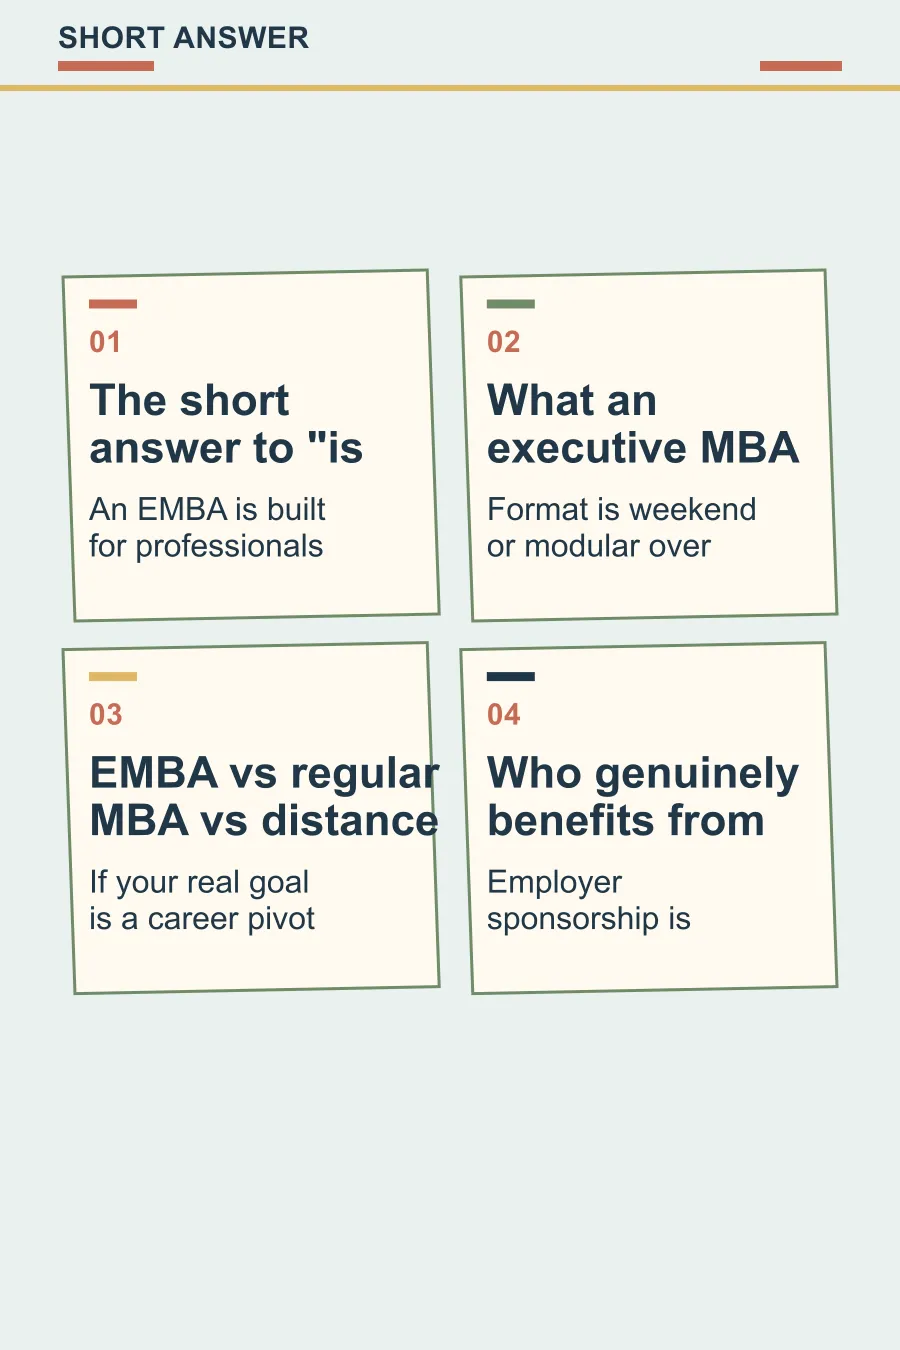 SHORT ANSWER
01
The short
answer to "is
An EMBA is built
for professionals
02
What an
executive MBA
Format is weekend
or modular over
03
EMBA vs regular
MBA vs distance
If your real goal
is a career pivot
04
Who genuinely
benefits from
Employer
sponsorship is